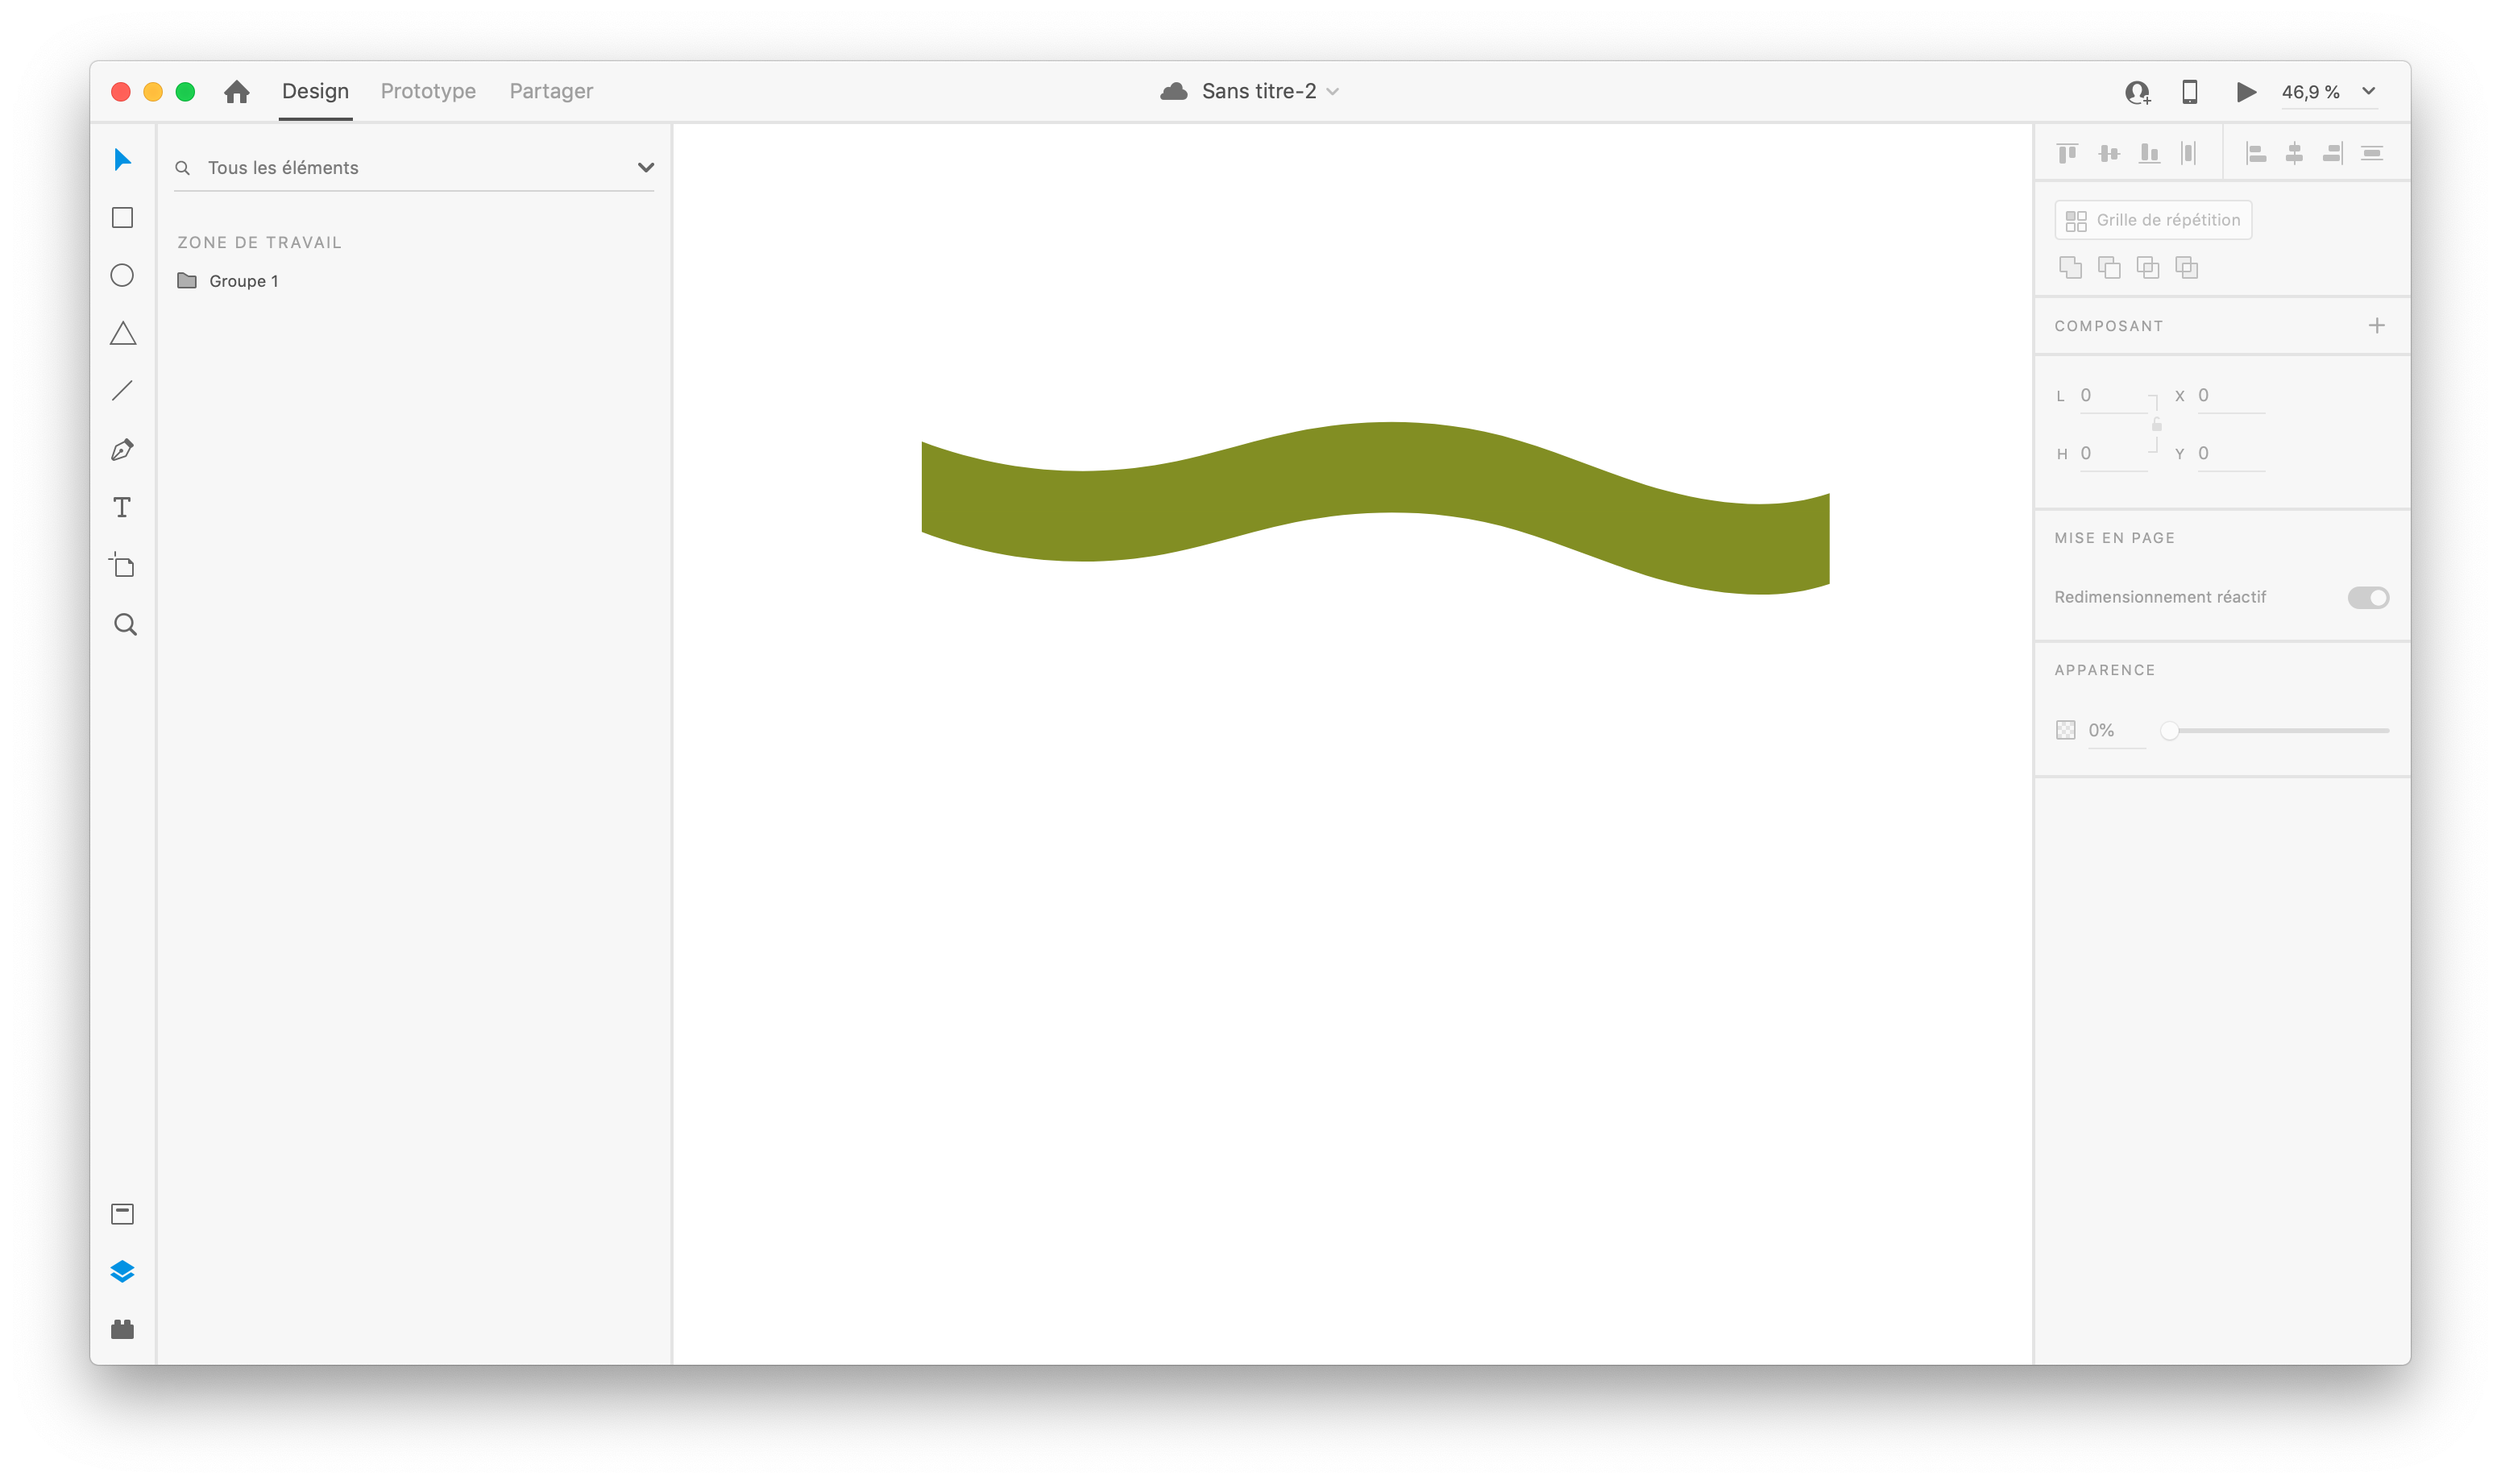 Design Prototype Partager Sans titre-2 46,9 %
Tous les éléments
ZONE DE TRAVAIL
Groupe 1
Grille de répétition
COMPOSANT
L 0 X 0
H 0 Y 0
MISE EN PAGE
Redimensionnement réactif
APPARENCE
0%